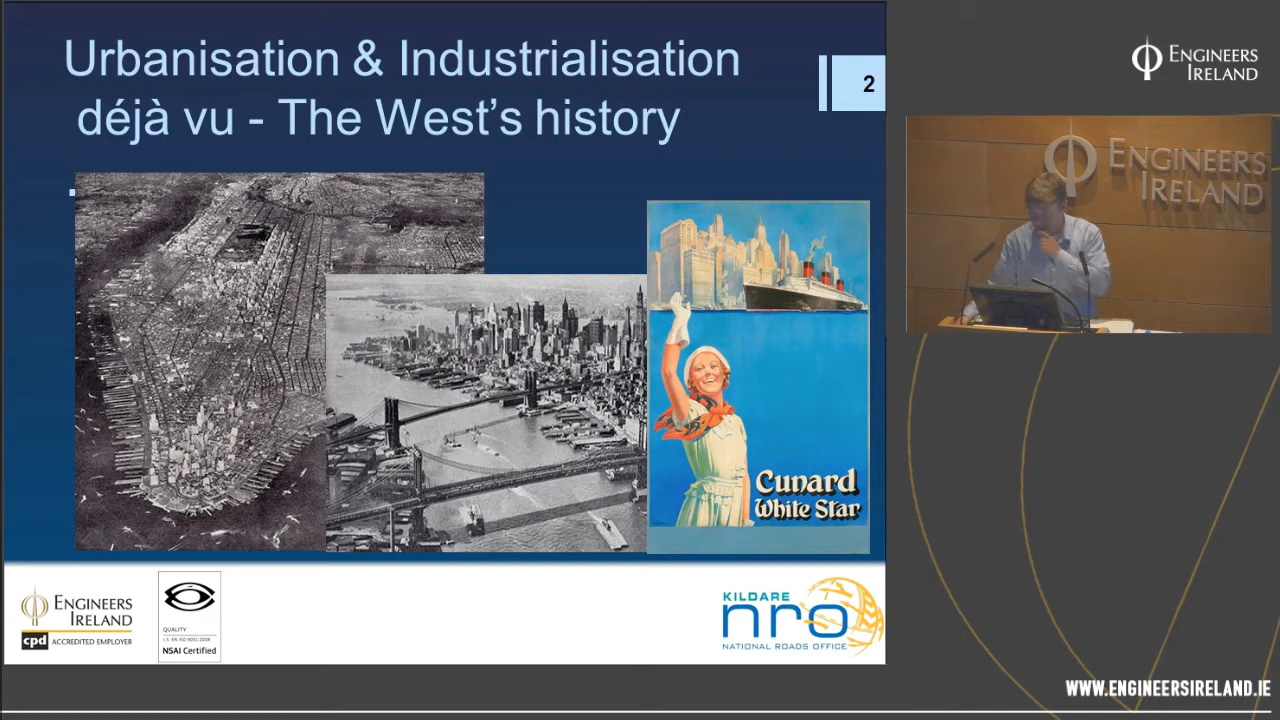 Urbanisation & Industrialisation
déjà vu - The West's history
2
Cunard
White Star
ENGINEERS
IRELAND
cpd ACCREDITED EMPLOYER
QUALITY
I.S. EN ISO 9001:2008
NSAI Certified
KILDARE
nro
NATIONAL ROADS OFFICE
ENGINEERS
IRELAND
ENGINEERS
IRELAND
WWW.ENGINEERSIRELAND.IE